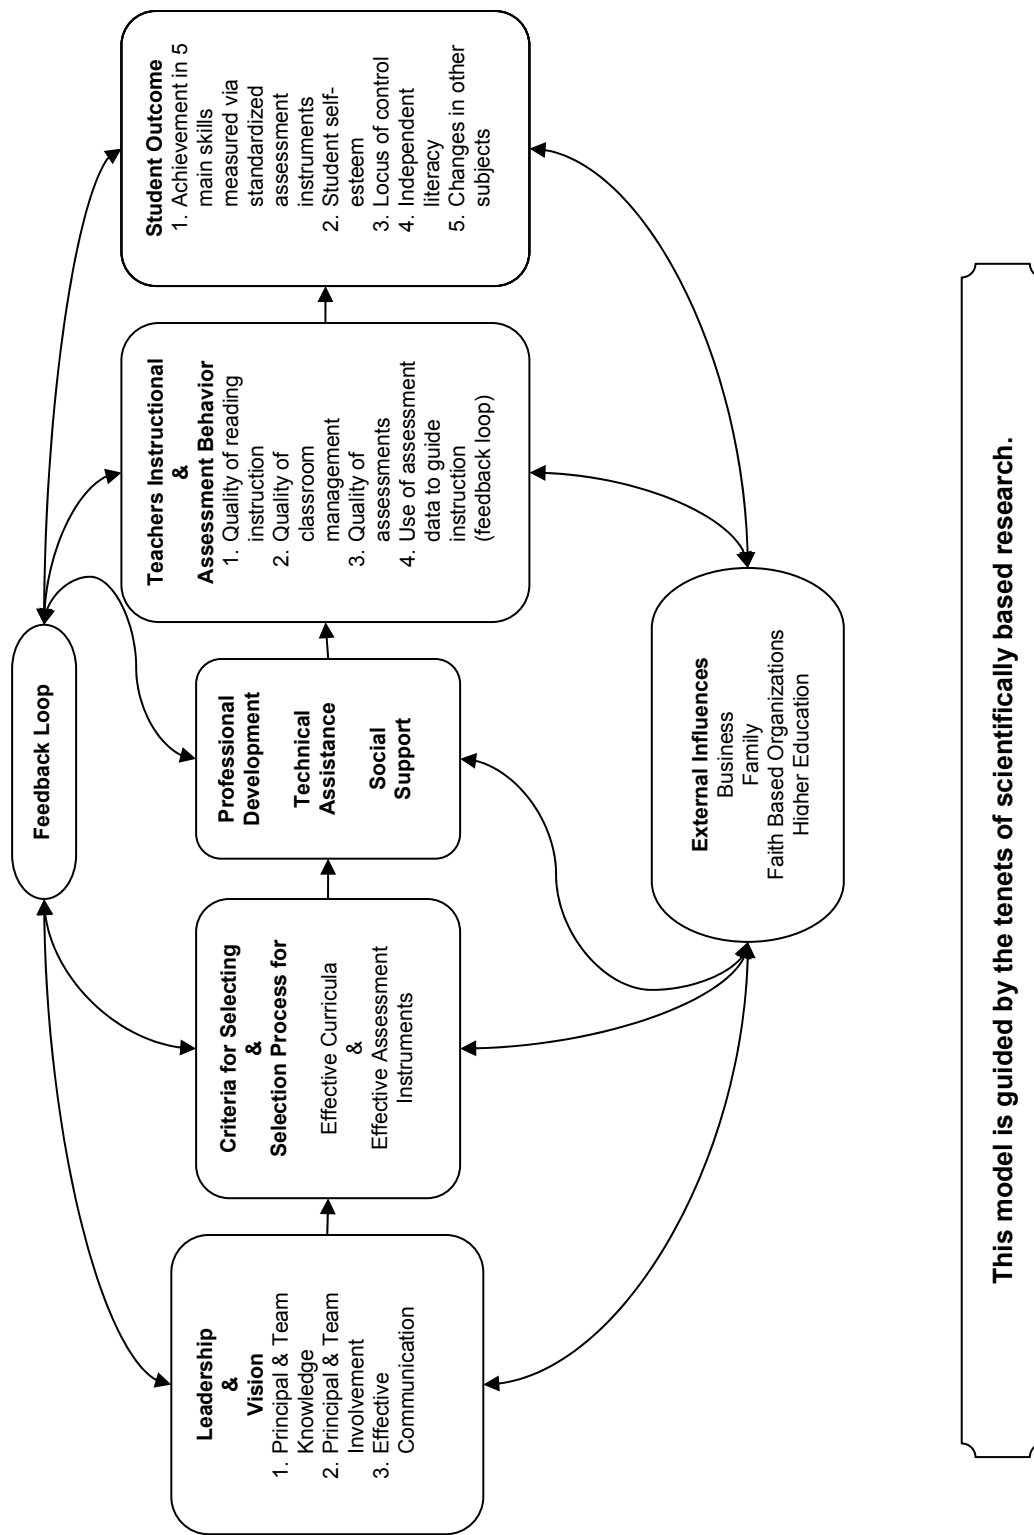 Feedback Loop
Leadership
&
Vision
1. Principal & Team
Knowledge
2. Principal & Team
Involvement
3. Effective
Communication
Criteria for Selecting
&
Selection Process for
Effective Curricula
&
Effective Assessment
Instruments
Professional
Development
Technical
Assistance
Social
Support
Teachers Instructional
&
Assessment Behavior
1. Quality of reading
instruction
2. Quality of
classroom
management
3. Quality of
assessments
4. Use of assessment
data to guide
instruction
(feedback loop)
Student Outcome
1. Achievement in 5
main skills
measured via
standardized
assessment
instruments
2. Student self-
esteem
3. Locus of control
4. Independent
literacy
5. Changes in other
subjects
External Influences
Business
Family
Faith Based Organizations
Higher Education
This model is guided by the tenets of scientifically based research.